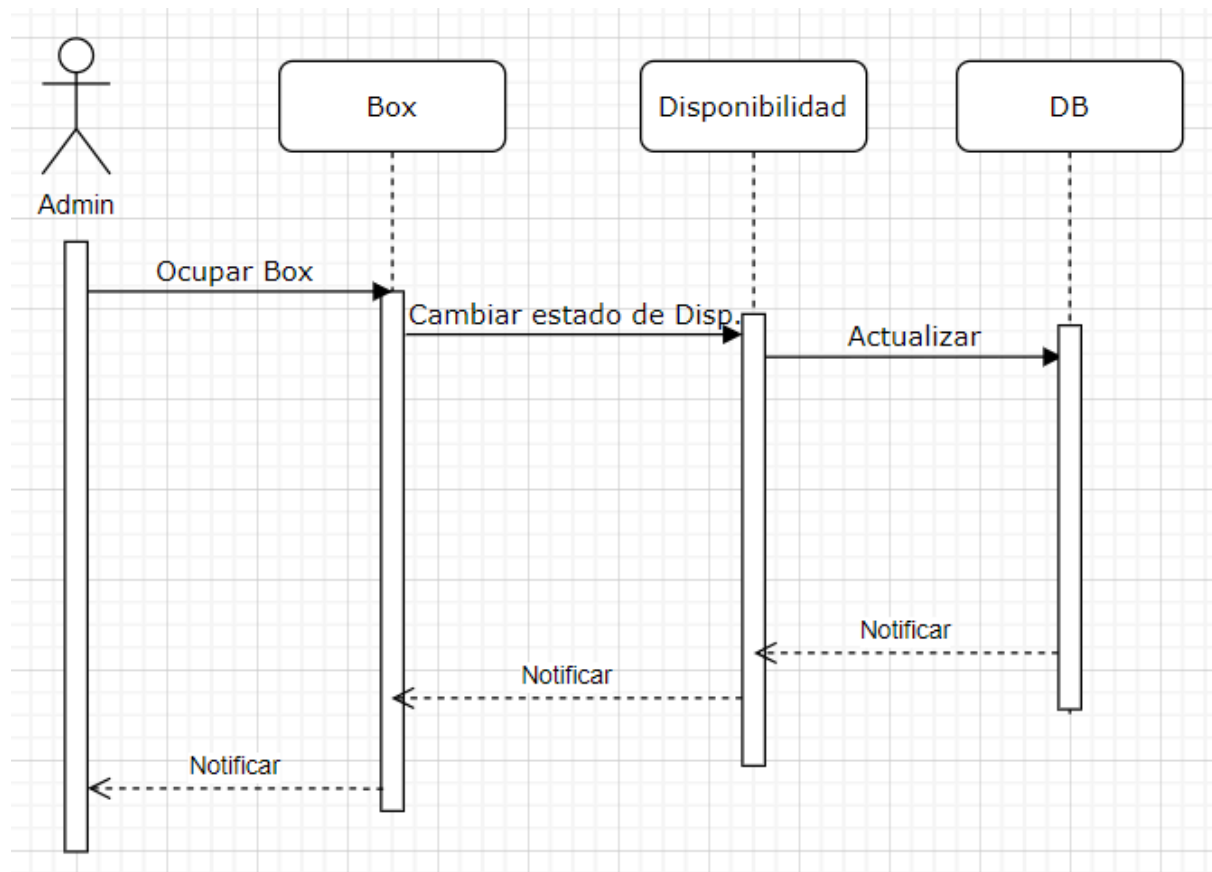 Box
Disponibilidad
DB
Admin
Ocupar Box
Cambiar estado de Disp.
Actualizar
Notificar
Notificar
Notificar